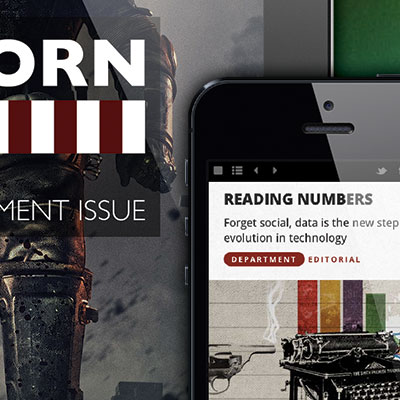 ORN
MENT ISSUE
READING NUMBERS
Forget social, data is the new step
evolution in technology
DEPARTMENT EDITORIAL